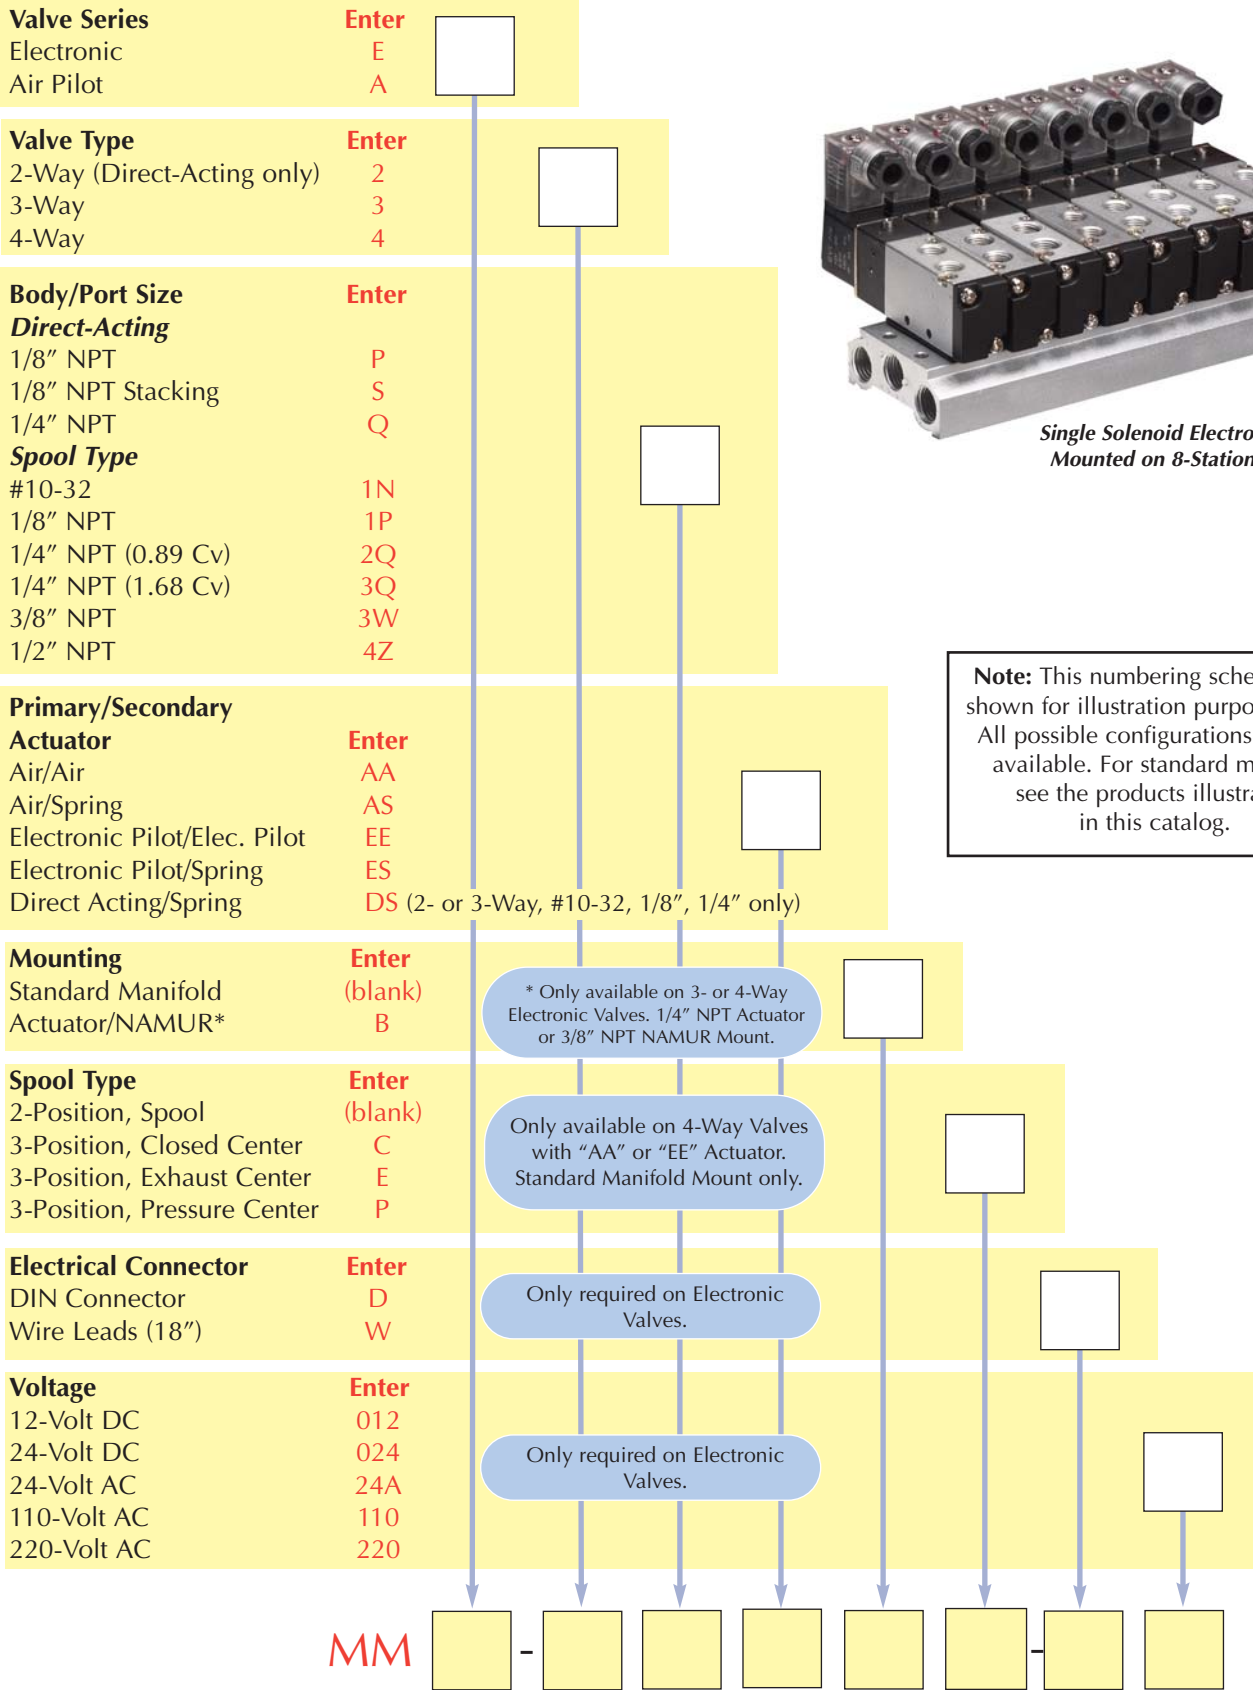 Valve Series Enter
Electronic E
Air Pilot A
Valve Type Enter
2-Way (Direct-Acting only) 2
3-Way 3
4-Way 4
Body/Port Size Enter
Direct-Acting
1/8" NPT P
1/8" NPT Stacking S
1/4" NPT Q
Spool Type
#10-32 1N
1/8" NPT 1P
1/4" NPT (0.89 Cv) 2Q
1/4" NPT (1.68 Cv) 3Q
3/8" NPT 3W
1/2" NPT 4Z
Single Solenoid Electro
Mounted on 8-Station
Note: This numbering sche
shown for illustration purpo
All possible configurations
available. For standard m
see the products illustra
in this catalog.
Primary/Secondary
Actuator Enter
Air/Air AA
Air/Spring AS
Electronic Pilot/Elec. Pilot EE
Electronic Pilot/Spring ES
Direct Acting/Spring DS (2- or 3-Way, #10-32, 1/8", 1/4" only)
Mounting Enter
Standard Manifold (blank)
Actuator/NAMUR* B
* Only available on 3- or 4-Way
Electronic Valves. 1/4" NPT Actuator
or 3/8" NPT NAMUR Mount.
Spool Type Enter
2-Position, Spool (blank)
3-Position, Closed Center C
3-Position, Exhaust Center E
3-Position, Pressure Center P
Only available on 4-Way Valves
with “AA” or “EE” Actuator.
Standard Manifold Mount only.
Electrical Connector Enter
DIN Connector D
Wire Leads (18") W
Only required on Electronic
Valves.
Voltage Enter
12-Volt DC 012
24-Volt DC 024
24-Volt AC 24A
110-Volt AC 110
220-Volt AC 220
Only required on Electronic
Valves.
MM - -